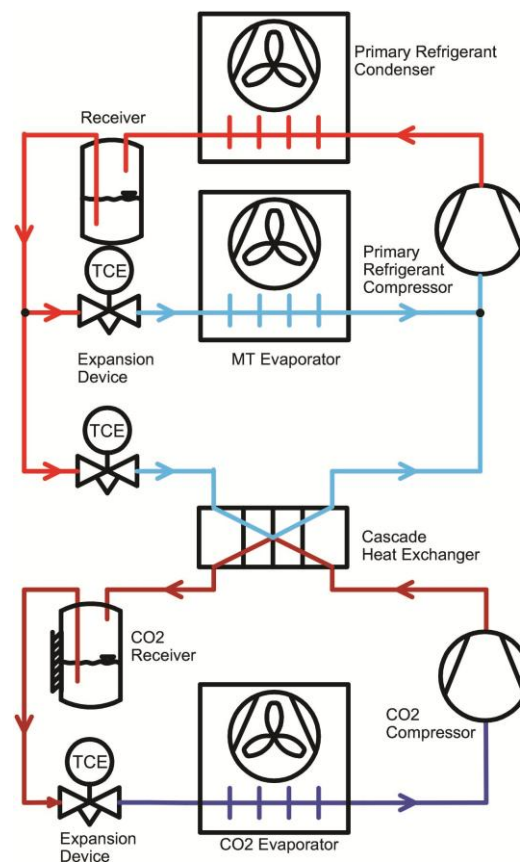 Primary Refrigerant
Condenser
Receiver
TCE
Primary
Refrigerant
Compressor
Expansion
Device
MT Evaporator
TCE
Cascade
Heat Exchanger
CO2
Receiver
CO2
Compressor
TCE
Expansion
Device
CO2 Evaporator